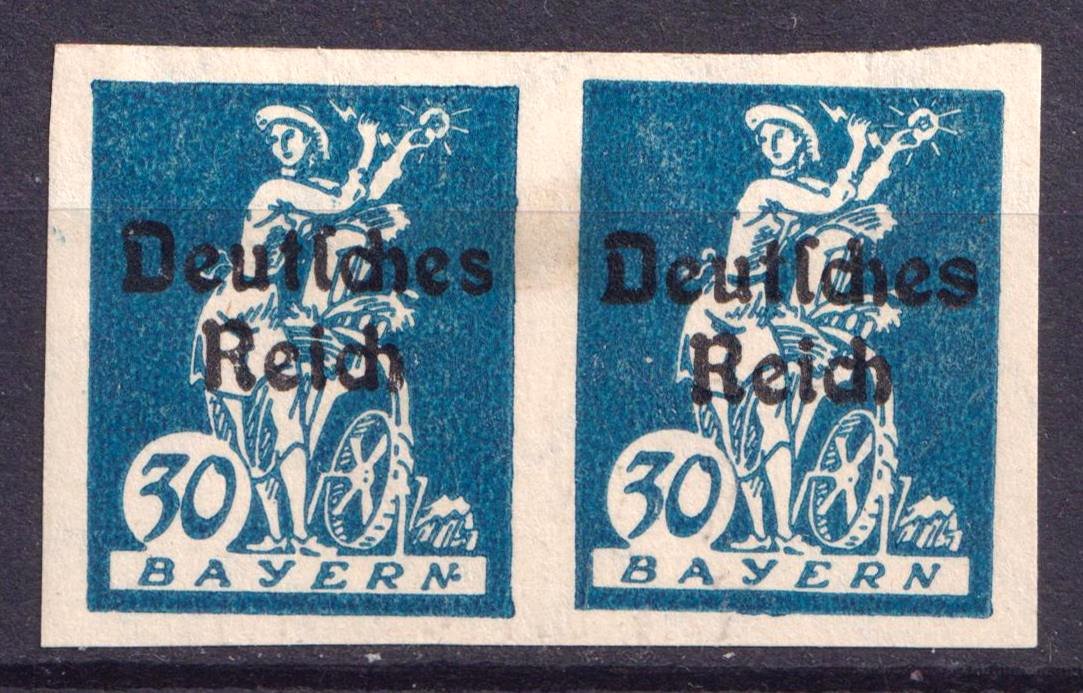 Deutſches
Reich
30
BAYERN
Deutſches
Reich
30
BAYERN